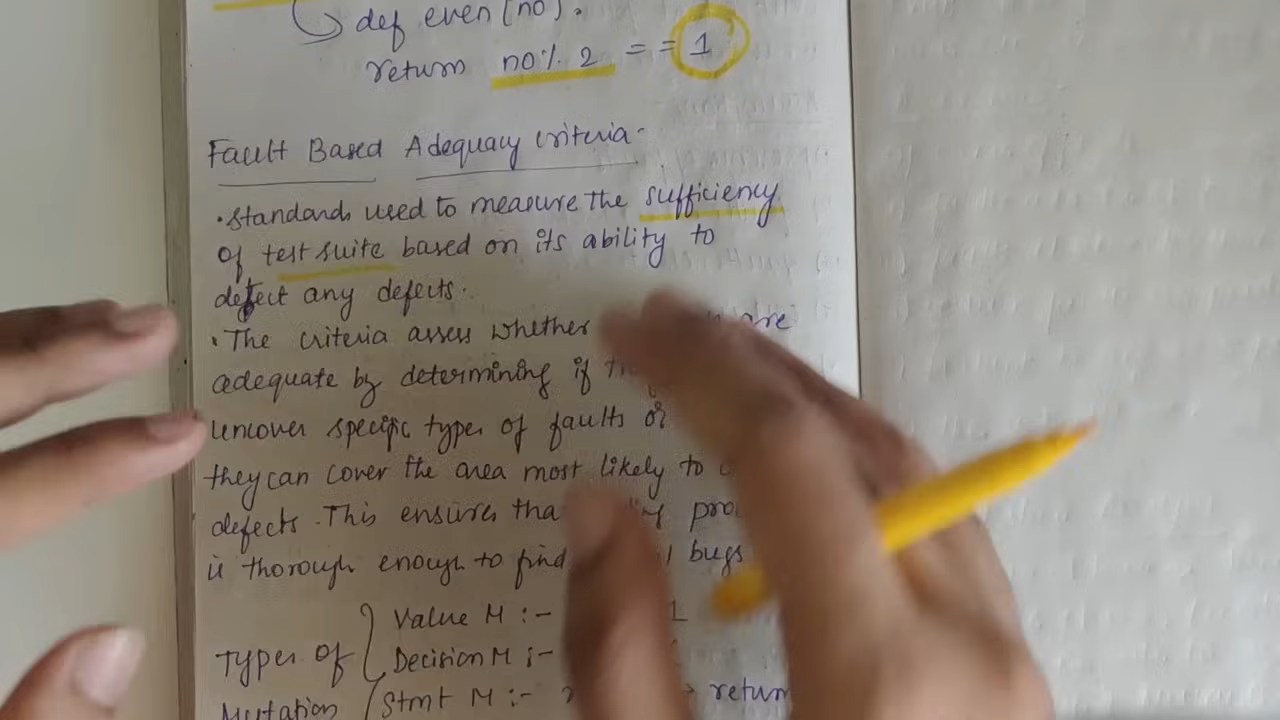 def even (no) :
return no % 2 = = 1
Fault Based Adequacy Criteria -
• Standards used to measure the sufficiency
of test suite based on its ability to
detect any defects.
• The criteria assess whether are
adequate by determining if
uncover specific types of faults or
they can cover the area most likely to
defects. This ensures
is thorough enough to find bugs
Value M :- 1
Types of Decision M :-
Mutation Stmt M :- return